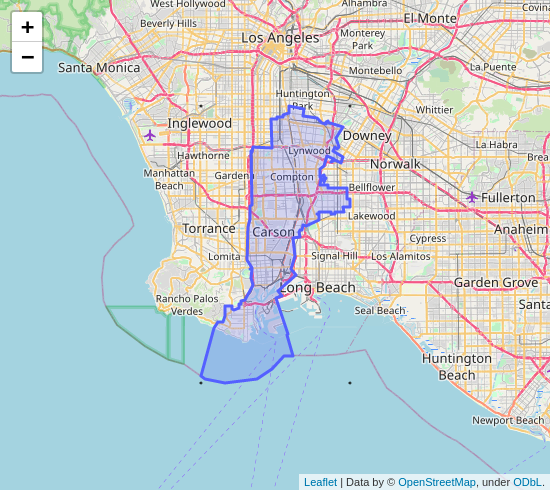 +
−
West Hollywood
Alhambra
El Monte
Covina
Beverly Hills
Los Angeles
Monterey
Park
La Puente
Santa Monica
Montebello
Huntington
Park
Whittier
Inglewood
Downey
La Habra
Hawthorne
Lynwood
Norwalk
Brea
Manhattan
Beach
Gardena
Compton
Bellflower
Fullerton
Lakewood
Torrance
Carson
Cypress
Anaheim
Lomita
Signal Hill
Los Alamitos
Rancho Palos
Verdes
Long Beach
Garden Grove
Seal Beach
Santa
Huntington
Beach
Newport Beach
Leaflet | Data by © OpenStreetMap, under ODbL.